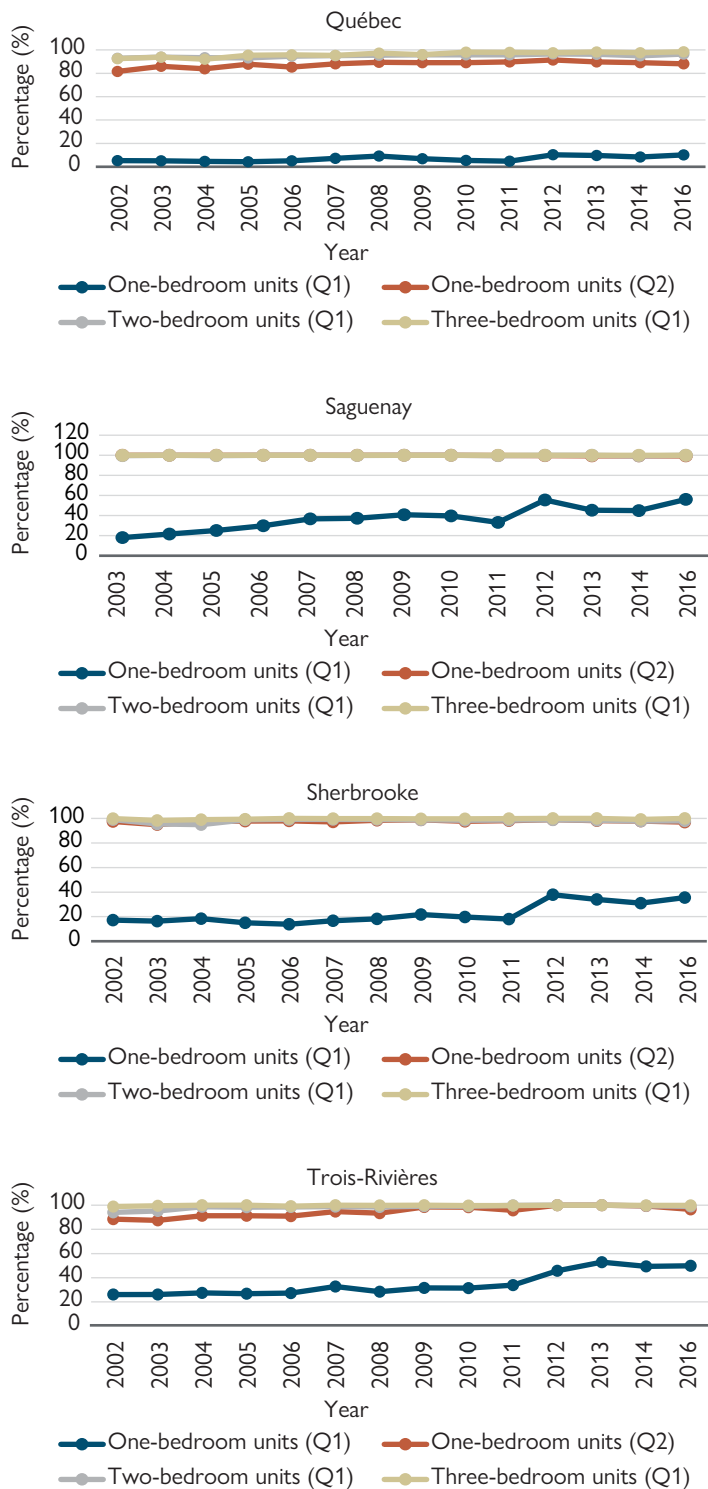 Québec
Percentage (%)
100
80
60
40
20
0
2002 2003 2004 2005 2006 2007 2008 2009 2010 2011 2012 2013 2014 2016
Year
One-bedroom units (Q1) One-bedroom units (Q2)
Two-bedroom units (Q1) Three-bedroom units (Q1)
Saguenay
Percentage (%)
120
100
80
60
40
20
0
2003 2004 2005 2006 2007 2008 2009 2010 2011 2012 2013 2014 2016
Year
One-bedroom units (Q1) One-bedroom units (Q2)
Two-bedroom units (Q1) Three-bedroom units (Q1)
Sherbrooke
Percentage (%)
100
80
60
40
20
0
2002 2003 2004 2005 2006 2007 2008 2009 2010 2011 2012 2013 2014 2016
Year
One-bedroom units (Q1) One-bedroom units (Q2)
Two-bedroom units (Q1) Three-bedroom units (Q1)
Trois-Rivières
Percentage (%)
100
80
60
40
20
0
2002 2003 2004 2005 2006 2007 2008 2009 2010 2011 2012 2013 2014 2016
Year
One-bedroom units (Q1) One-bedroom units (Q2)
Two-bedroom units (Q1) Three-bedroom units (Q1)